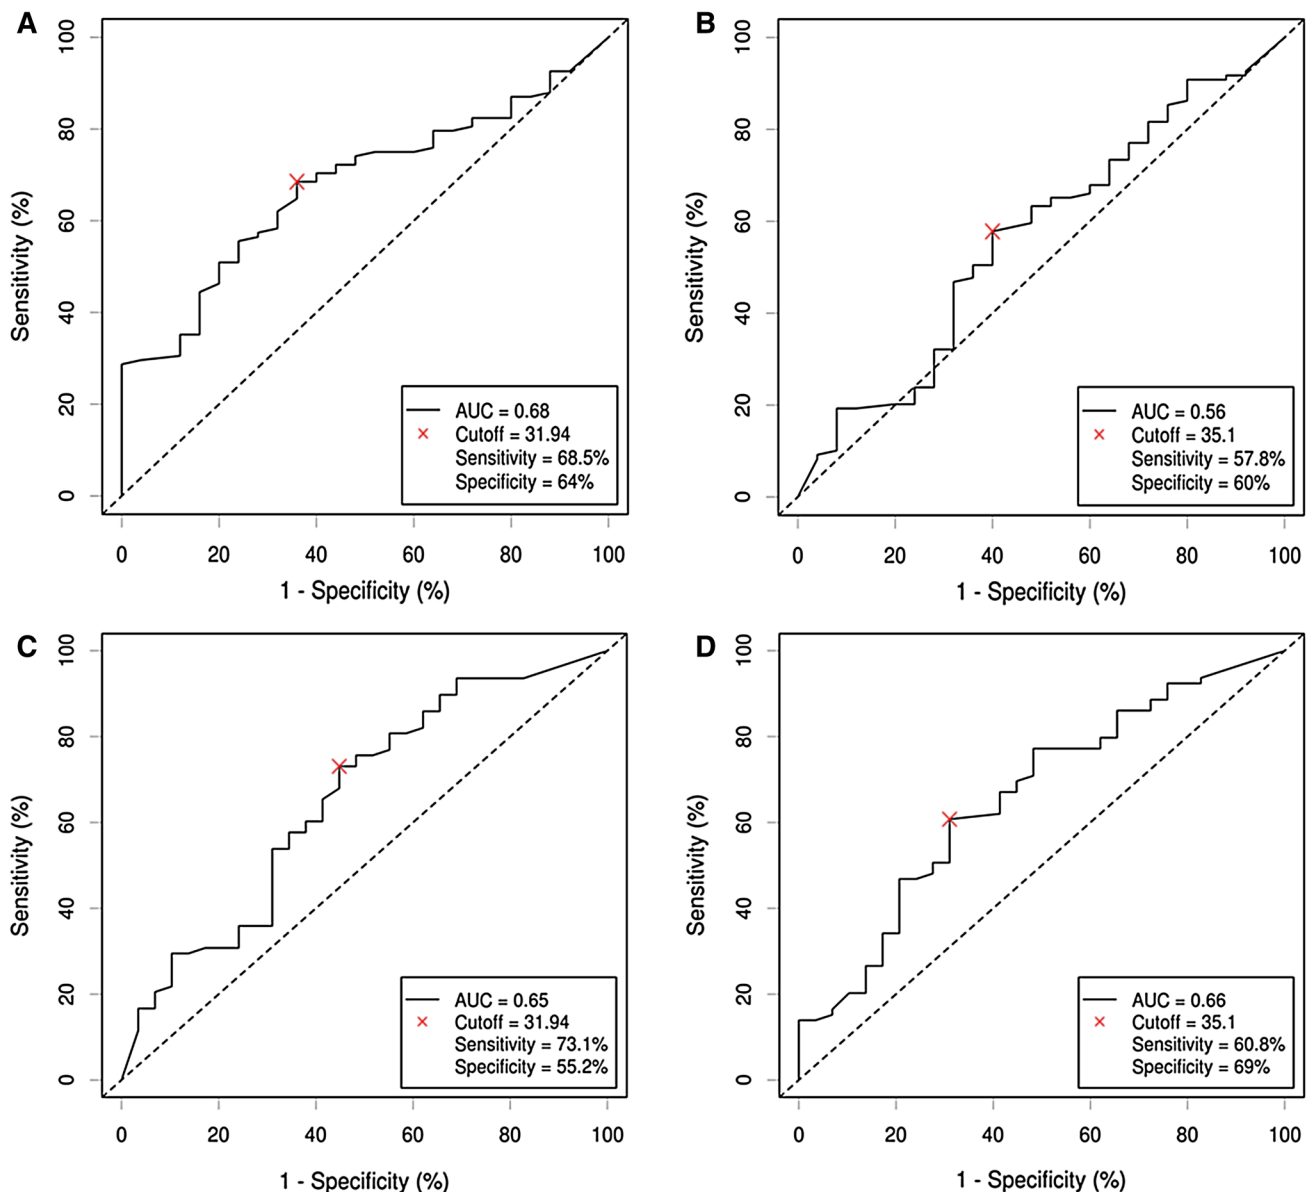 A
100
80
60
40
20
0
Sensitivity (%)
0 20 40 60 80 100
1 - Specificity (%)
AUC = 0.68
Cutoff = 31.94
Sensitivity = 68.5%
Specificity = 64%
B
100
80
60
40
20
0
Sensitivity (%)
0 20 40 60 80 100
1 - Specificity (%)
AUC = 0.56
Cutoff = 35.1
Sensitivity = 57.8%
Specificity = 60%
C
100
80
60
40
20
0
Sensitivity (%)
0 20 40 60 80 100
1 - Specificity (%)
AUC = 0.65
Cutoff = 31.94
Sensitivity = 73.1%
Specificity = 55.2%
D
100
80
60
40
20
0
Sensitivity (%)
0 20 40 60 80 100
1 - Specificity (%)
AUC = 0.66
Cutoff = 35.1
Sensitivity = 60.8%
Specificity = 69%